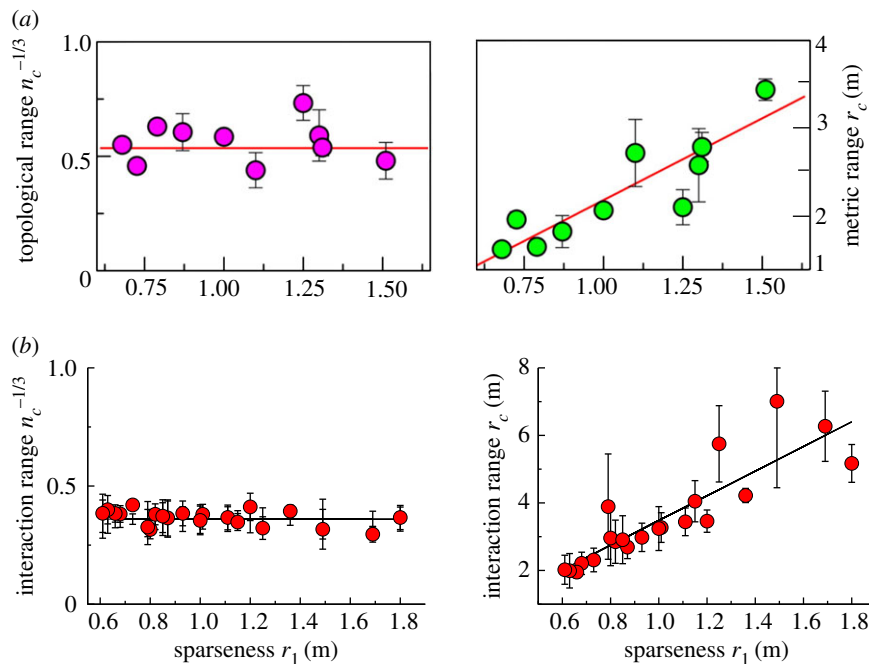 (a)
1.0
0.5
0
topological range n_c^{-1/3}
0.75 1.00 1.25 1.50
4
3
2
1
metric range r_c (m)
0.75 1.00 1.25 1.50
(b)
1.0
0.5
0
interaction range n_c^{-1/3}
0.6 0.8 1.0 1.2 1.4 1.6 1.8
sparseness r_1 (m)
8
6
4
2
interaction range r_c (m)
0.6 0.8 1.0 1.2 1.4 1.6 1.8
sparseness r_1 (m)